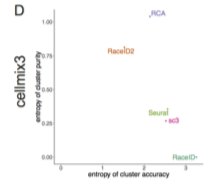 D
cellmix3
entropy of cluster purity
1.00
0.75
0.50
0.25
0.00
RCA
RaceID2
Seurat
sc3
RaceID
0
1
2
3
entropy of cluster accuracy